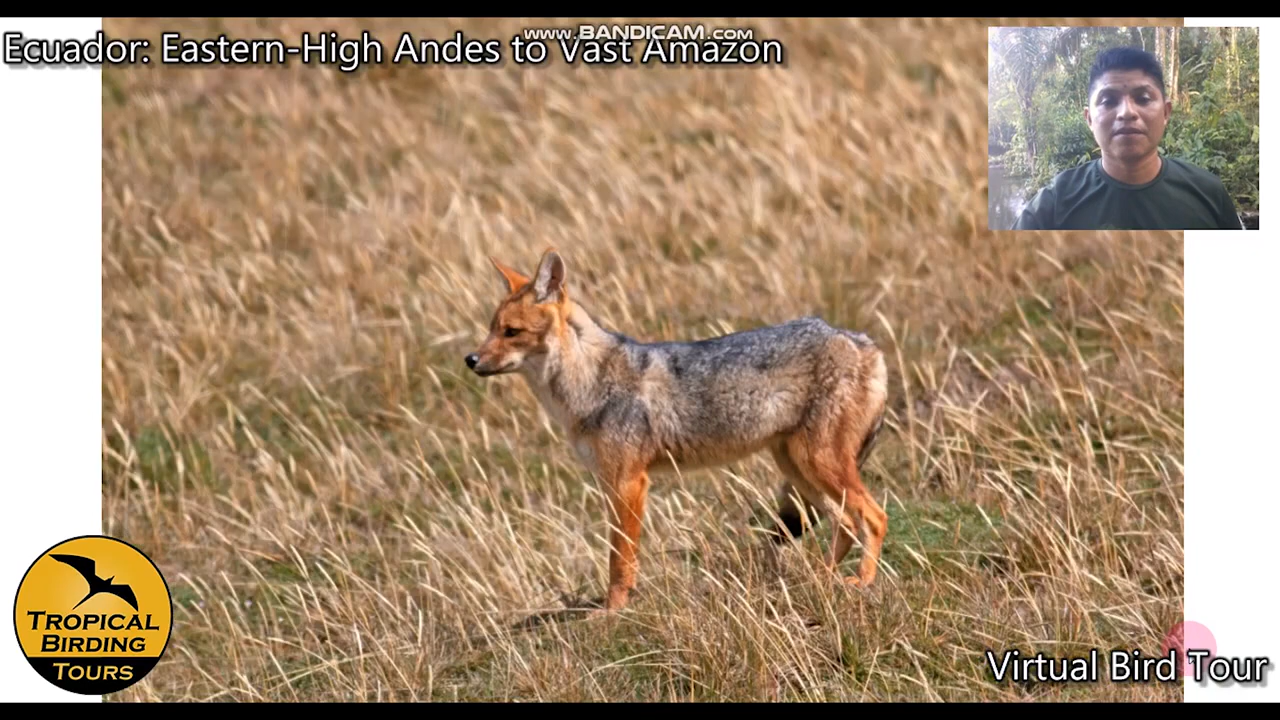 www.BANDICAM.com
Ecuador: Eastern-High Andes to Vast Amazon
TROPICAL
BIRDING
TOURS
Virtual Bird Tour